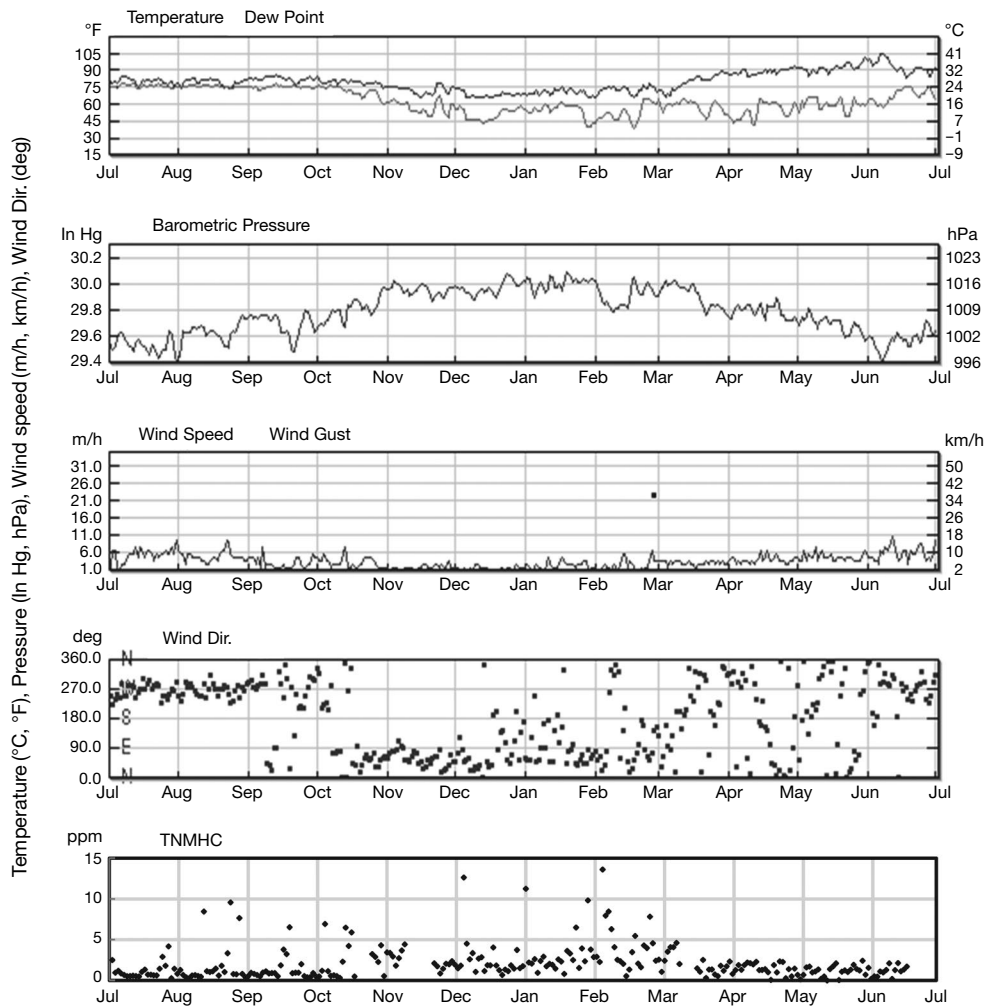 Temperature (°C, °F), Pressure (In Hg, hPa), Wind speed (m/h, km/h), Wind Dir. (deg)
Temperature Dew Point
°F °C
105 41
90 32
75 24
60 16
45 7
30 −1
15 −9
Jul Aug Sep Oct Nov Dec Jan Feb Mar Apr May Jun Jul
Barometric Pressure
In Hg hPa
30.2 1023
30.0 1016
29.8 1009
29.6 1002
29.4 996
Jul Aug Sep Oct Nov Dec Jan Feb Mar Apr May Jun Jul
Wind Speed Wind Gust
m/h km/h
31.0 50
26.0 42
21.0 34
16.0 26
11.0 18
6.0 10
1.0 2
Jul Aug Sep Oct Nov Dec Jan Feb Mar Apr May Jun Jul
deg Wind Dir.
360.0 N
270.0 W
180.0 S
90.0 E
0.0 N
Jul Aug Sep Oct Nov Dec Jan Feb Mar Apr May Jun Jul
ppm TNMHC
15
10
5
0
Jul Aug Sep Oct Nov Dec Jan Feb Mar Apr May Jun Jul